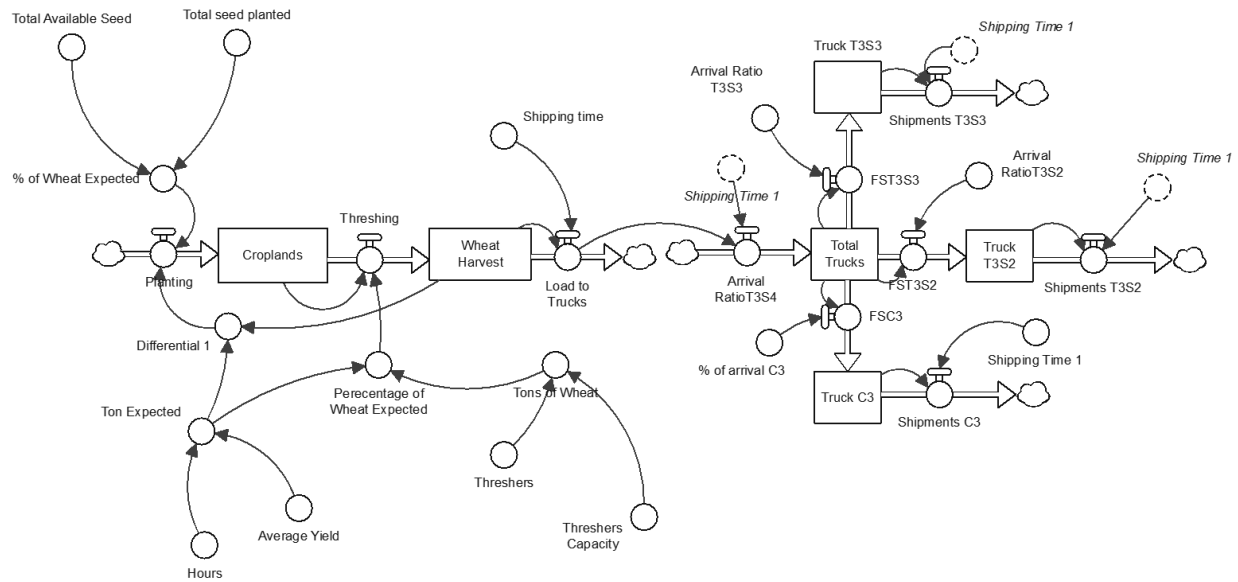 Total Available Seed
Total seed planted
Shipping Time 1
Truck T3S3
Arrival Ratio
T3S3
Shipments T3S3
Shipping time
% of Wheat Expected
Shipping Time 1
FST3S3
Arrival
RatioT3S2
Shipping Time 1
Threshing
Planting
Croplands
Wheat
Harvest
Load to
Trucks
Arrival
RatioT3S4
Total
Trucks
FST3S2
Truck
T3S2
Shipments T3S2
Differential 1
FSC3
% of arrival C3
Shipping Time 1
Ton Expected
Perecentage of
Wheat Expected
Tons of Wheat
Truck C3
Shipments C3
Threshers
Average Yield
Threshers
Capacity
Hours